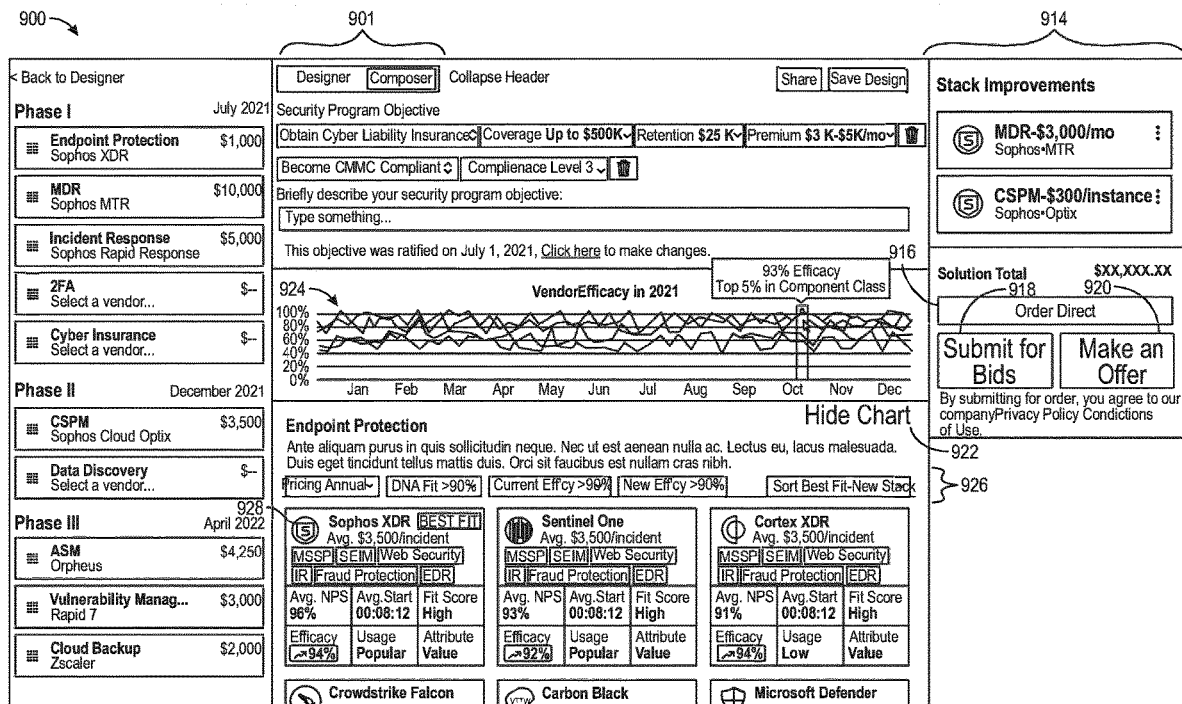 900
901
914
< Back to Designer
Phase I July 2021
Endpoint Protection $1,000
Sophos XDR
MDR $10,000
Sophos MTR
Incident Response $5,000
Sophos Rapid Response
2FA $--
Select a vendor...
Cyber Insurance $--
Select a vendor...
Phase II December 2021
CSPM $3,500
Sophos Cloud Optix
Data Discovery $--
Select a vendor...
928
Phase III April 2022
ASM $4,250
Orpheus
Vulnerability Manag... $3,000
Rapid 7
Cloud Backup $2,000
Zscaler
Designer Composer Collapse Header Share Save Design
Security Program Objective
Obtain Cyber Liability Insurance Coverage Up to $500K Retention $25 K Premium $3 K-$5K/mo
Become CMMC Compliant Complienace Level 3
Briefly describe your security program objective:
Type something...
This objective was ratified on July 1, 2021, Click here to make changes.
916
924
VendorEfficacy in 2021
93% Efficacy
Top 5% in Component Class
100%
80%
60%
40%
20%
0%
Jan Feb Mar Apr May Jun Jul Aug Sep Oct Nov Dec
Hide Chart
922
Endpoint Protection
Ante aliquam purus in quis sollicitudin neque. Nec ut est aenean nulla ac. Lectus eu, lacus malesuada.
Duis eget tincidunt tellus mattis duis. Orci sit faucibus est nullam cras nibh.
Pricing Annual DNA Fit >90% Current Eff'cy >90% New Eff'cy >90% Sort Best Fit-New Stack
926
Sophos XDR BEST FIT
Avg. $3,500/incident
MSSP SEIM Web Security
IR Fraud Protection EDR
Avg. NPS Avg.Start Fit Score
96% 00:08:12 High
Efficacy Usage Attribute
94% Popular Value
Sentinel One
Avg. $3,500/incident
MSSP SEIM Web Security
IR Fraud Protection EDR
Avg. NPS Avg.Start Fit Score
93% 00:08:12 High
Efficacy Usage Attribute
92% Popular Value
Cortex XDR
Avg. $3,500/incident
MSSP SEIM Web Security
IR Fraud Protection EDR
Avg. NPS Avg.Start Fit Score
91% 00:08:12 High
Efficacy Usage Attribute
94% Low Value
Crowdstrike Falcon
Carbon Black
Microsoft Defender
Stack Improvements
MDR-$3,000/mo
Sophos•MTR
CSPM-$300/instance
Sophos•Optix
Solution Total $XX,XXX.XX
918 920
Order Direct
Submit for Bids
Make an Offer
By submitting for order, you agree to our
companyPrivacy Policy Conditions
of Use.